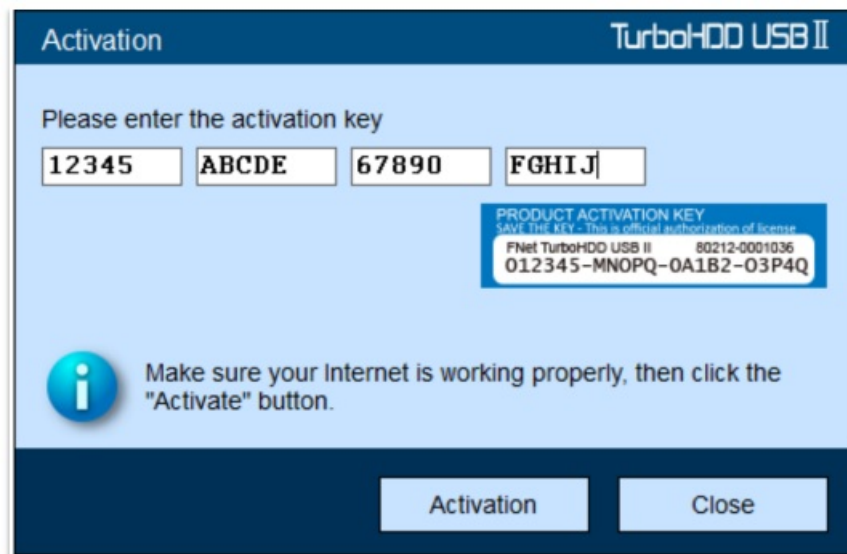 Activation
TurboHDD USB II
Please enter the activation key
12345 ABCDE 67890 FGHIJ
PRODUCT ACTIVATION KEY
SAVE THE KEY - This is official authorization of license
FNet TurboHDD USB II 80212-0001036
012345-MNOPQ-0A1B2-03P4Q
Make sure your Internet is working properly, then click the
"Activate" button.
Activation
Close